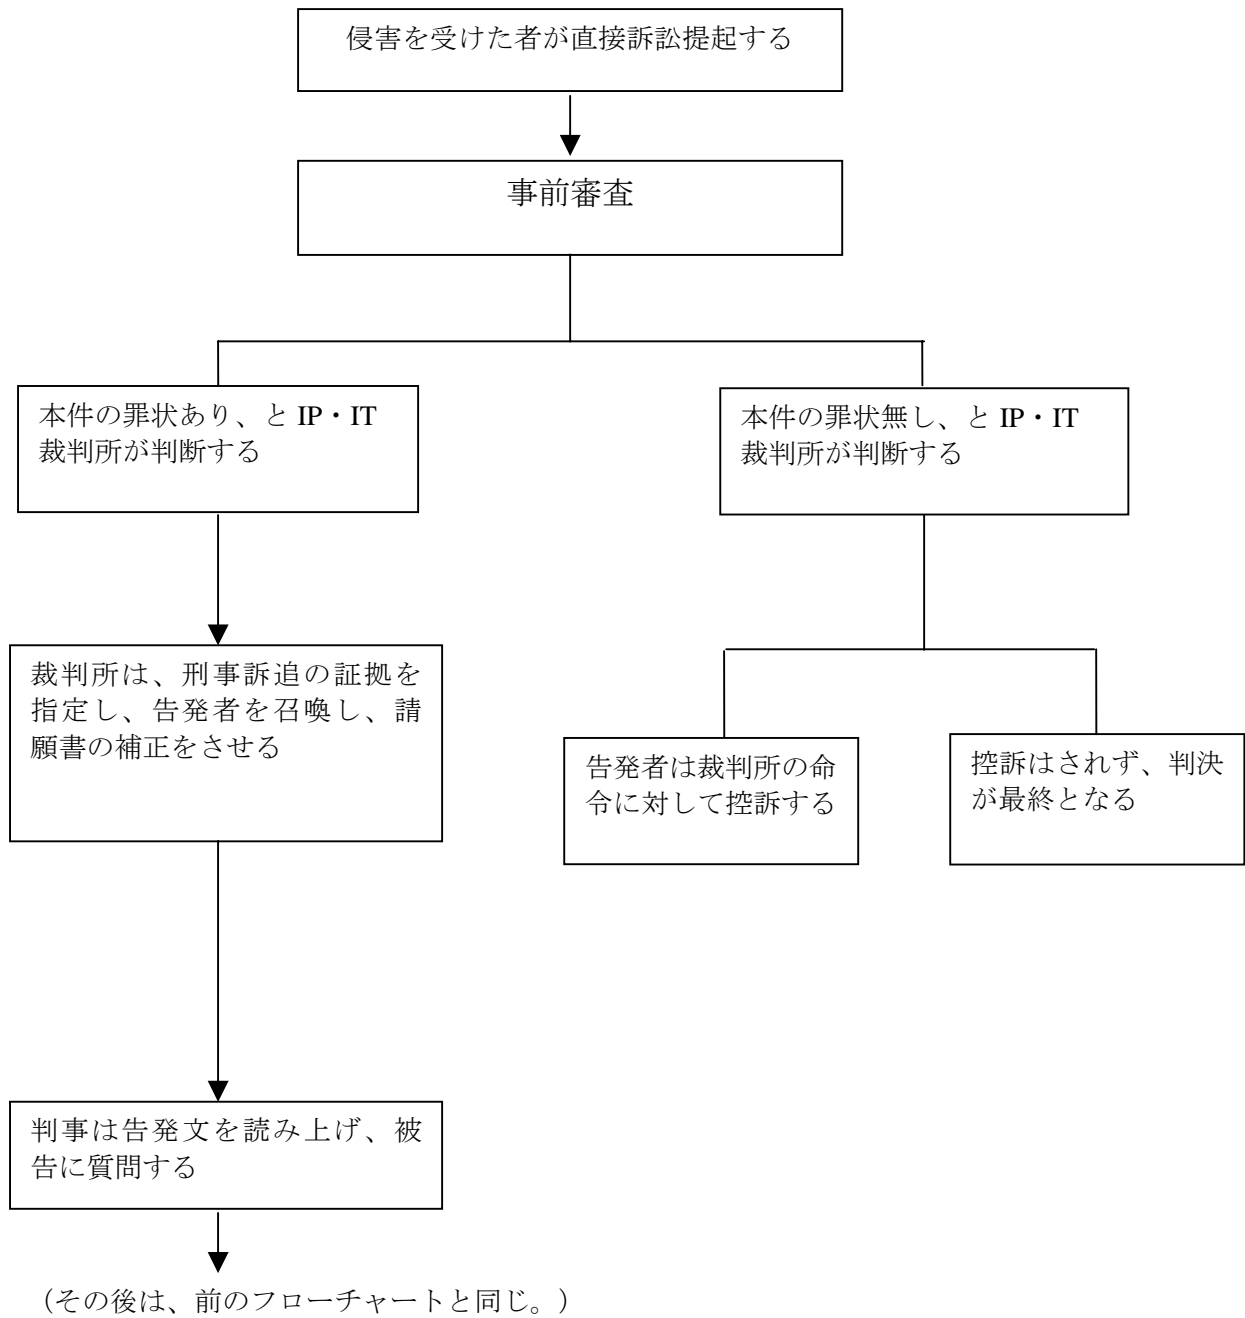 侵害を受けた者が直接訴訟提起する
事前審査
本件の罪状あり、と IP・IT
裁判所が判断する
本件の罪状無し、と IP・IT
裁判所が判断する
裁判所は、刑事訴追の証拠を
指定し、告発者を召喚し、請
願書の補正をさせる
告発者は裁判所の命
令に対して控訴する
控訴はされず、判決
が最終となる
判事は告発文を読み上げ、被
告に質問する
（その後は、前のフローチャートと同じ。）